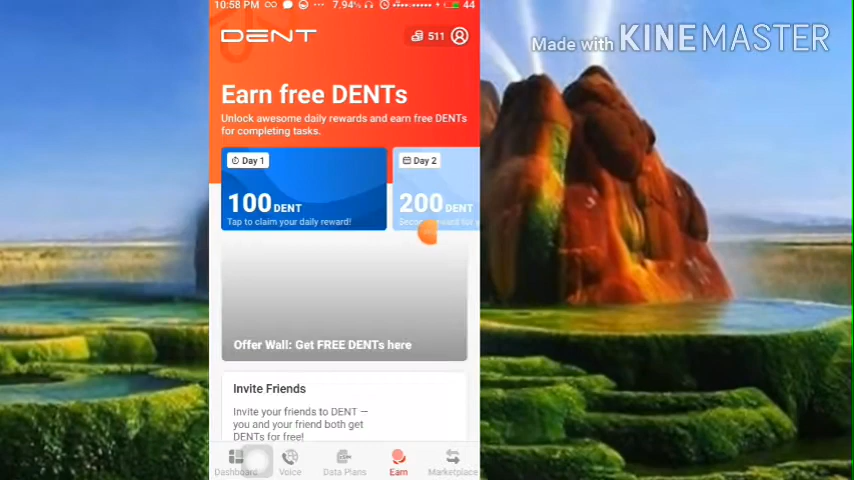 10:58 PM
7.94%
44
DENT
511
Made with KINEMASTER
Earn free DENTs
Unlock awesome daily rewards and earn free DENTs
for completing tasks.
Day 1
Day 2
100 DENT
200 DENT
Tap to claim your daily reward!
Offer Wall: Get FREE DENTs here
Invite Friends
Invite your friends to DENT —
you and your friend both get
DENTs for free!
Dashboard
Voice
Data Plans
Earn
Marketplace